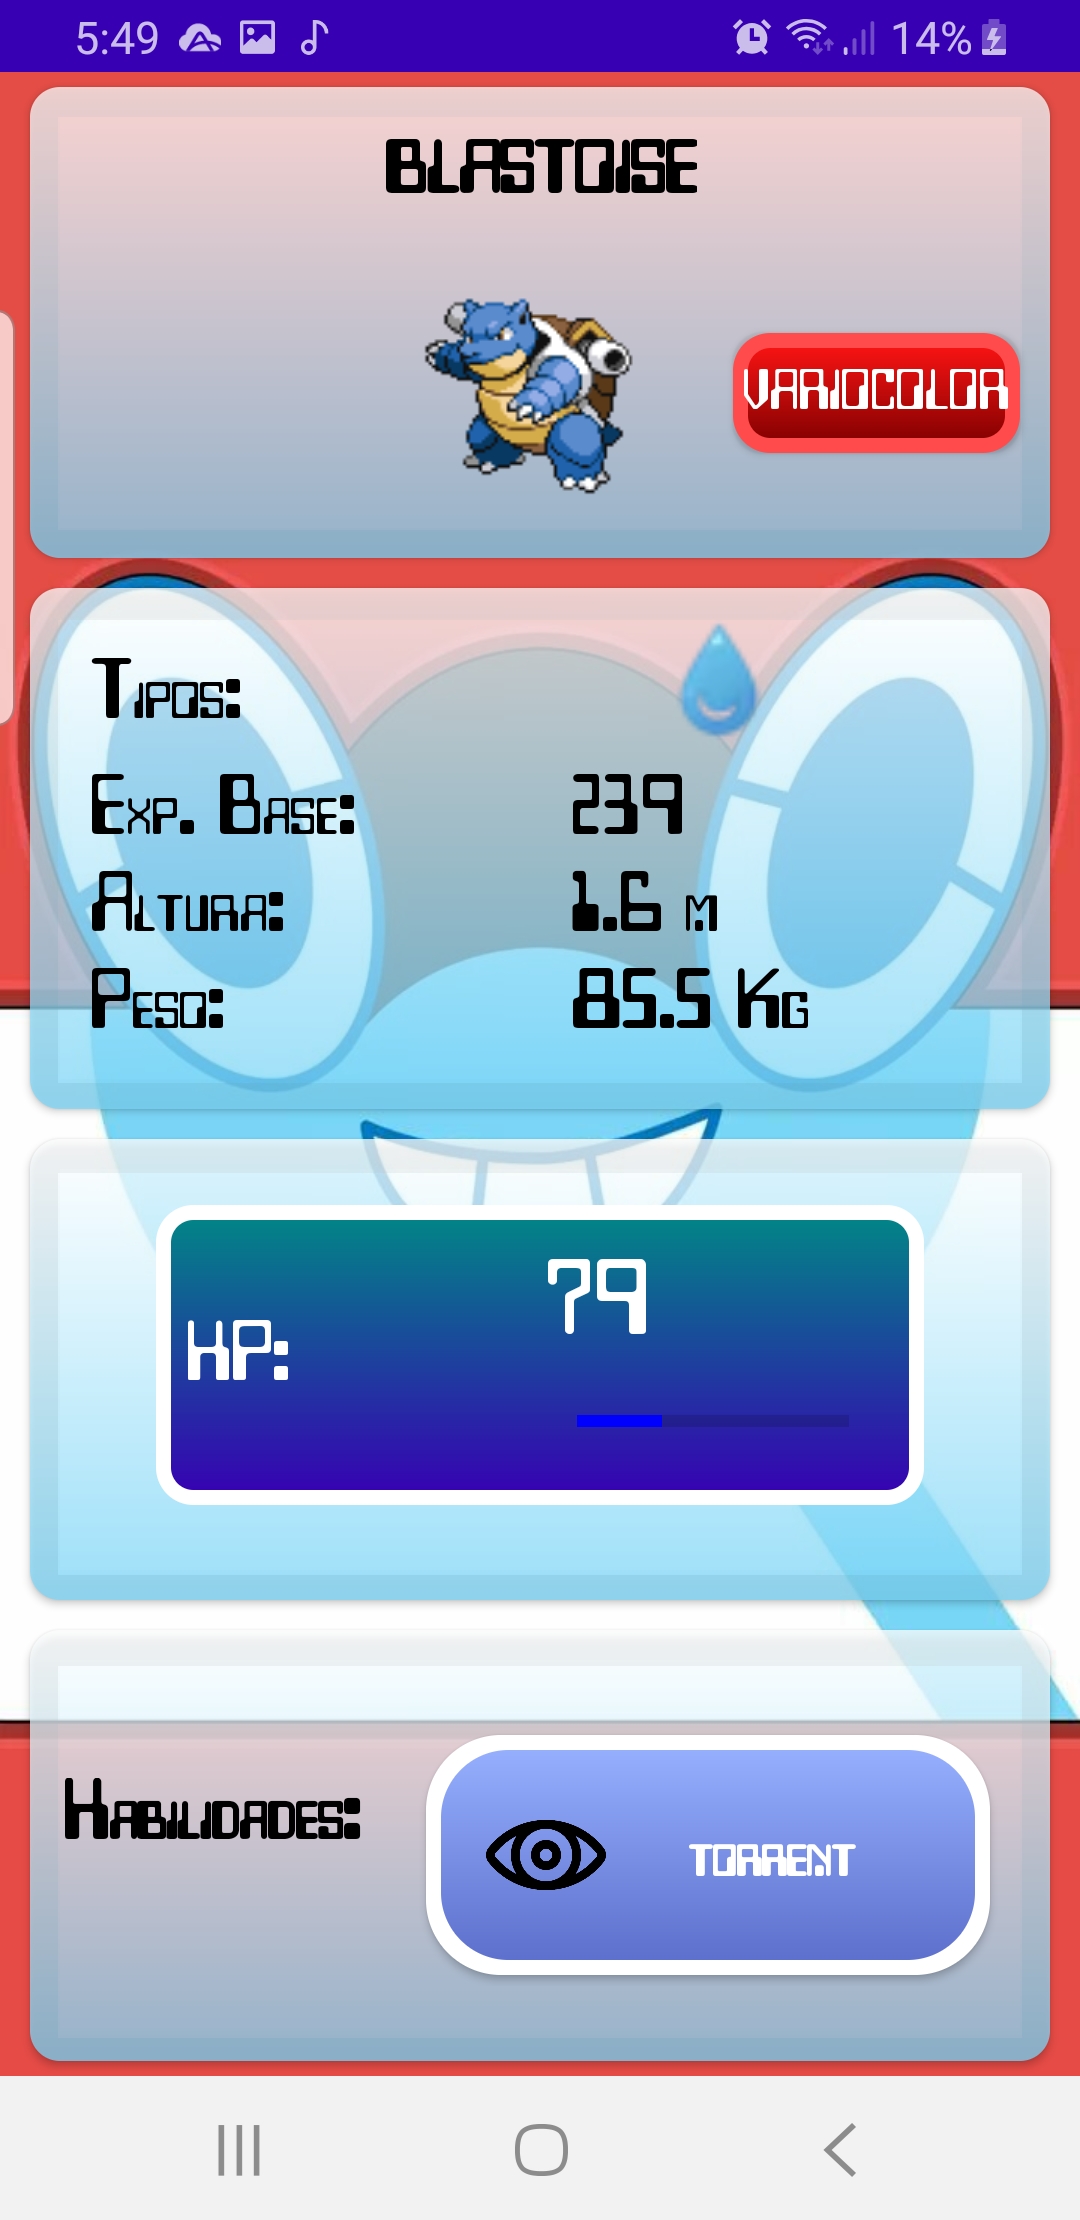 5:49 14%
BLASTOISE
VARIOCOLOR
Tipos:
Exp. Base: 239
Altura: 1.6 m
Peso: 85.5 Kg
79
HP:
Habilidades:
TORRENT